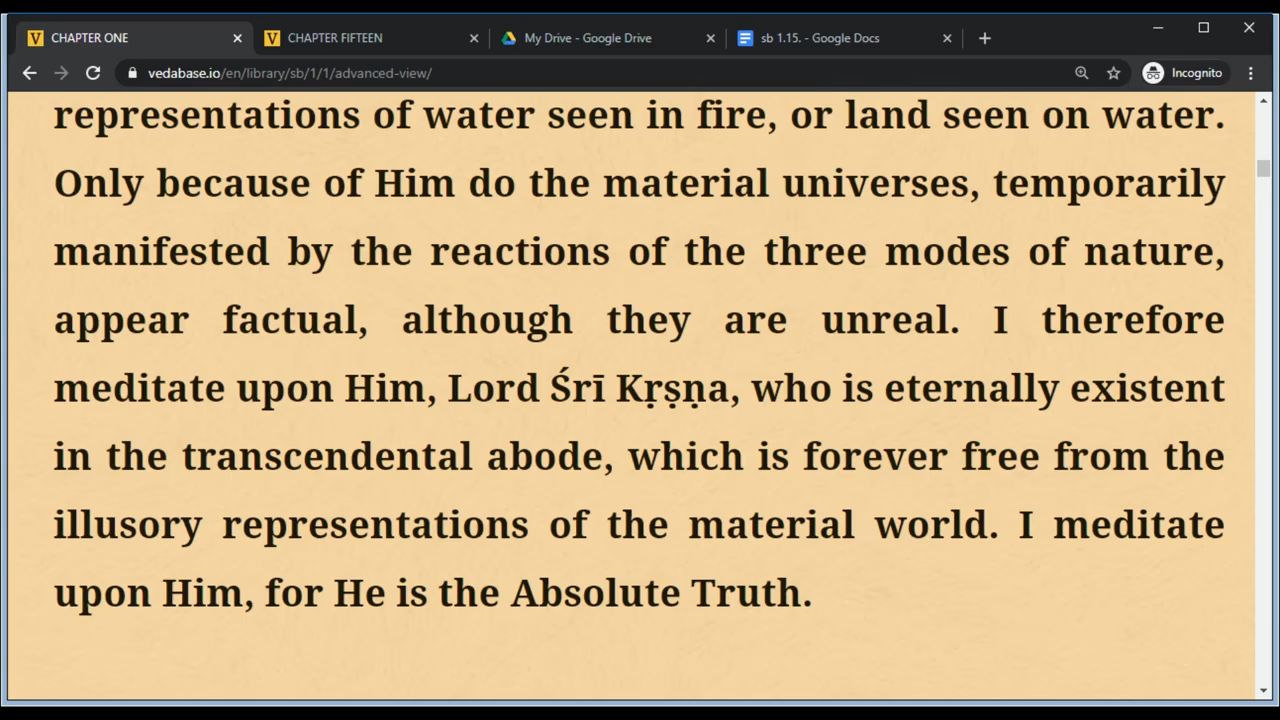 CHAPTER ONE
CHAPTER FIFTEEN
My Drive - Google Drive
sb 1.15. - Google Docs
vedabase.io/en/library/sb/1/1/advanced-view/
Incognito
representations of water seen in fire, or land seen on water.
Only because of Him do the material universes, temporarily
manifested by the reactions of the three modes of nature,
appear factual, although they are unreal. I therefore
meditate upon Him, Lord Śrī Kṛṣṇa, who is eternally existent
in the transcendental abode, which is forever free from the
illusory representations of the material world. I meditate
upon Him, for He is the Absolute Truth.